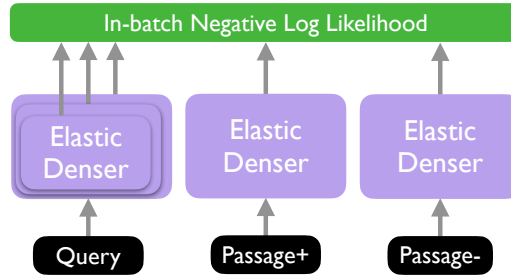 In-batch Negative Log Likelihood
Elastic
Denser
Elastic
Denser
Elastic
Denser
Query
Passage+
Passage-